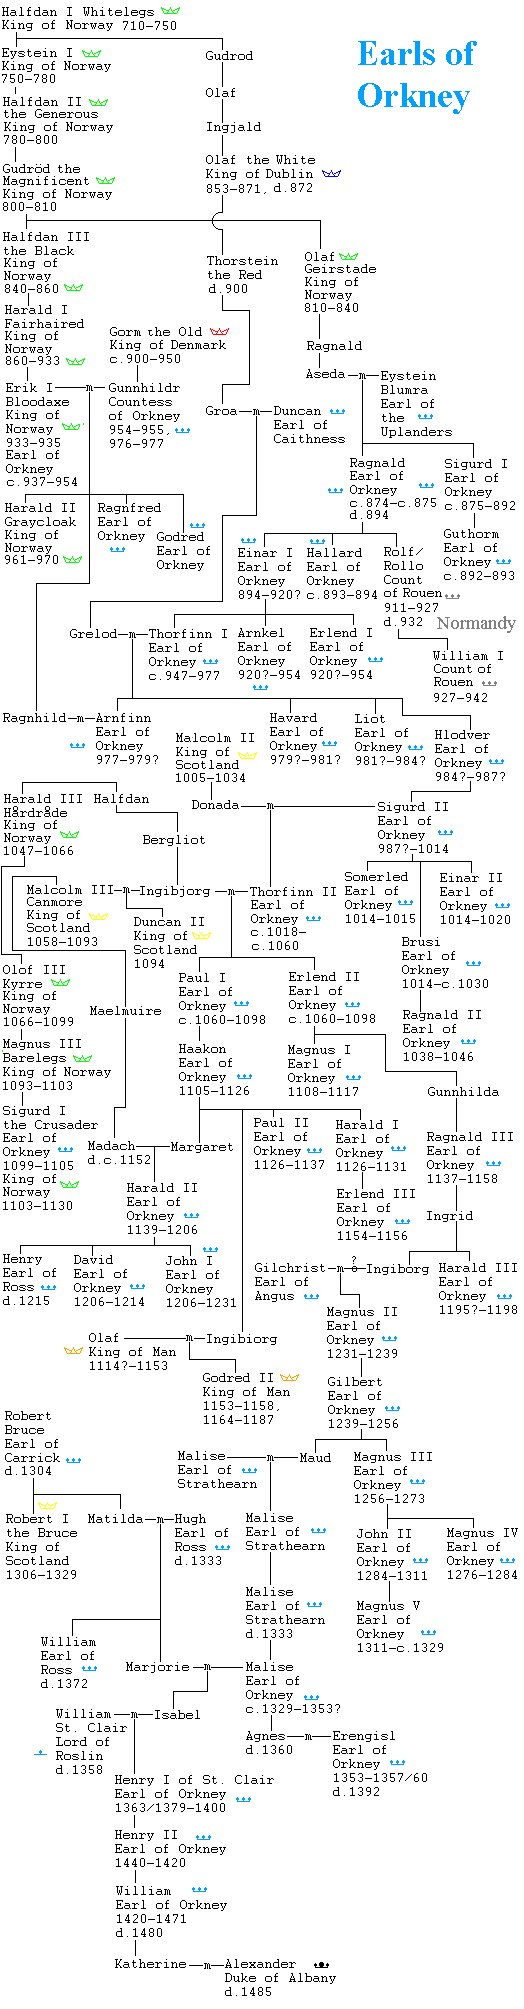 Earls of
Orkney
Halfdan I Whitelegs
King of Norway 710-750
Eystein I
King of Norway
750-780
Gudrod
Olaf
Ingjald
Halfdan II
the Generous
King of Norway
780-800
Olaf the White
King of Dublin
853-871, d.872
Gudröd the
Magnificent
King of Norway
800-810
Halfdan III
the Black
King of
Norway
840-860
Thorstein
the Red
d.900
Olaf
Geirstade
King of
Norway
810-840
Harald I
Fairhaired
King of
Norway
860-933
Gorm the Old
King of Denmark
c.900-950
Ragnald
Erik I
Bloodaxe
King of
Norway
933-935
Earl of
Orkney
c.937-954
m
Gunnhildr
Countess
of Orkney
954-955,
976-977
Aseda
m
Eystein
Blumra
Earl of
the
Uplanders
Groa
m
Duncan
Earl of
Caithness
Ragnald
Earl of
Orkney
c.874-c.875
d.894
Sigurd I
Earl of
Orkney
c.875-892
Harald II
Graycloak
King of
Norway
961-970
Ragnfred
Earl of
Orkney
Godred
Earl of
Orkney
Guthorm
Earl of
Orkney
c.892-893
Einar I
Earl of
Orkney
894-920?
Hallard
Earl of
Orkney
c.893-894
Rolf/
Rollo
Count
of Rouen
911-927
d.932
Normandy
William I
Count of
Rouen
927-942
Grelod
m
Thorfinn I
Earl of
Orkney
c.947-977
Arnkel
Earl of
Orkney
920?-954
Erlend I
Earl of
Orkney
920?-954
Ragnhild
m
Arnfinn
Earl of
Orkney
977-979?
Malcolm II
King of
Scotland
1005-1034
Havard
Earl of
Orkney
979?-981?
Liot
Earl of
Orkney
981?-984?
Hlodver
Earl of
Orkney
984?-987?
Harald III
Hårdråde
King of
Norway
1047-1066
Halfdan
Donada
m
Sigurd II
Earl of
Orkney
987?-1014
Bergliot
Malcolm III
Canmore
King of
Scotland
1058-1093
m
Ingibjorg
m
Thorfinn II
Earl of
Orkney
c.1018-
c.1060
Somerled
Earl of
Orkney
1014-1015
Einar II
Earl of
Orkney
1014-1020
Duncan II
King of
Scotland
1094
Brusi
Earl of
Orkney
1014-c.1030
Olof III
Kyrre
King of
Norway
1066-1099
Maelmuire
Paul I
Earl of
Orkney
c.1060-1098
Erlend II
Earl of
Orkney
c.1060-1098
Ragnald II
Earl of
Orkney
1038-1046
Magnus III
Barelegs
King of Norway
1093-1103
Haakon
Earl of
Orkney
1105-1126
Magnus I
Earl of
Orkney
1108-1117
Gunnhilda
Sigurd I
the Crusader
Earl of
Orkney
1099-1105
King of
Norway
1103-1130
Madach
d.c.1152
m
Margaret
Paul II
Earl of
Orkney
1126-1137
Harald I
Earl of
Orkney
1126-1131
Ragnald III
Earl of
Orkney
1137-1158
Harald II
Earl of
Orkney
1139-1206
Erlend III
Earl of
Orkney
1154-1156
Ingrid
Henry
Earl of
Ross
d.1215
David
Earl of
Orkney
1206-1214
John I
Earl of
Orkney
1206-1231
Gilchrist
Earl of
Angus
m
?
Ingiborg
Harald III
Earl of
Orkney
1195?-1198
Magnus II
Earl of
Orkney
1231-1239
Olaf
King of Man
1114?-1153
m
Ingibiorg
Godred II
King of Man
1153-1158,
1164-1187
Gilbert
Earl of
Orkney
1239-1256
Robert
Bruce
Earl of
Carrick
d.1304
Malise
Earl of
Strathearn
m
Maud
Magnus III
Earl of
Orkney
1256-1273
Robert I
the Bruce
King of
Scotland
1306-1329
Matilda
m
Hugh
Earl of
Ross
d.1333
Malise
Earl of
Strathearn
John II
Earl of
Orkney
1284-1311
Magnus IV
Earl of
Orkney
1276-1284
Malise
Earl of
Strathearn
d.1333
Magnus V
Earl of
Orkney
1311-c.1329
William
Earl of
Ross
d.1372
Marjorie
m
Malise
Earl of
Orkney
c.1329-1353?
William
St. Clair
Lord of
Roslin
d.1358
m
Isabel
Agnes
d.1360
m
Erengisl
Earl of
Orkney
1353-1357/60
d.1392
Henry I of St. Clair
Earl of Orkney
1363/1379-1400
Henry II
Earl of Orkney
1440-1420
William
Earl of Orkney
1420-1471
d.1480
Katherine
m
Alexander
Duke of Albany
d.1485